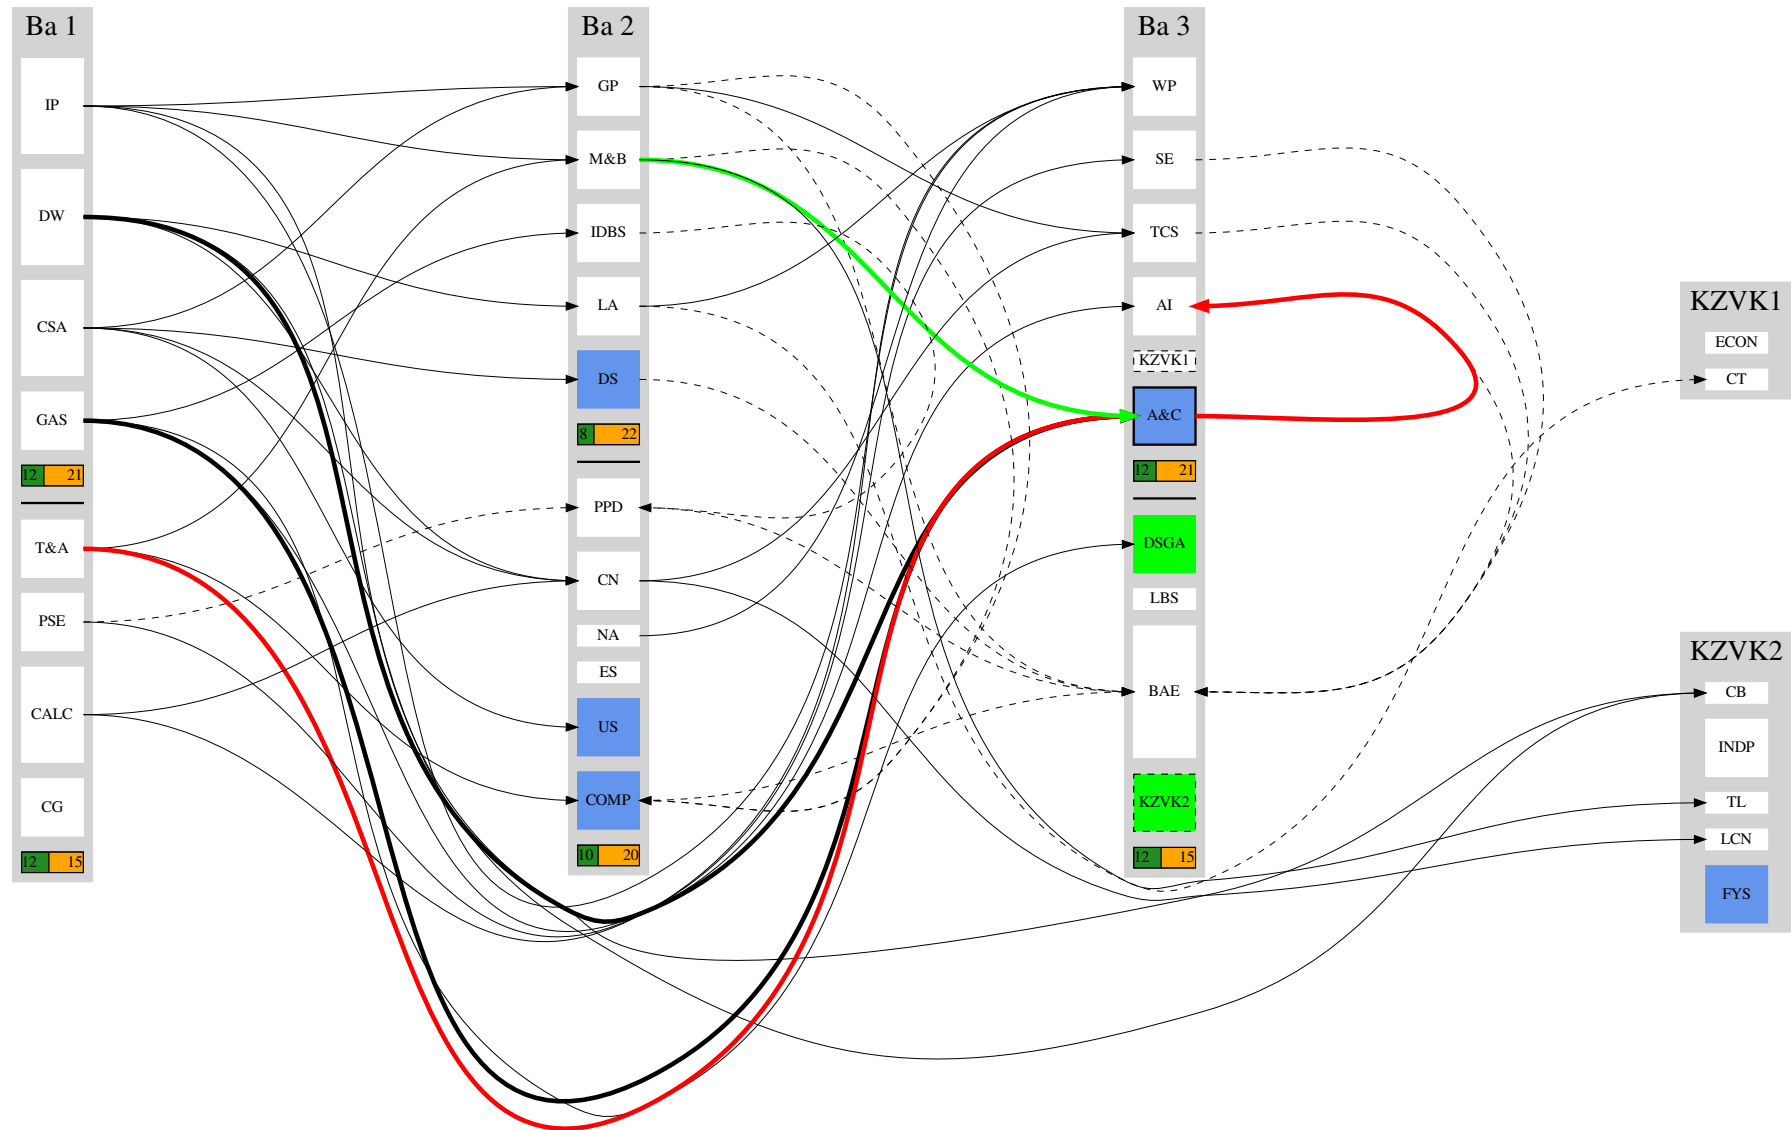 Ba 1
IP
DW
CSA
GAS
12 21
T&A
PSE
CALC
CG
12 15
Ba 2
GP
M&B
IDBS
LA
DS
8 22
PPD
CN
NA
ES
US
COMP
10 20
Ba 3
WP
SE
TCS
AI
KZVK1
A&C
12 21
DSGA
LBS
BAE
KZVK2
12 15
KZVK1
ECON
CT
KZVK2
CB
INDP
TL
LCN
FYS